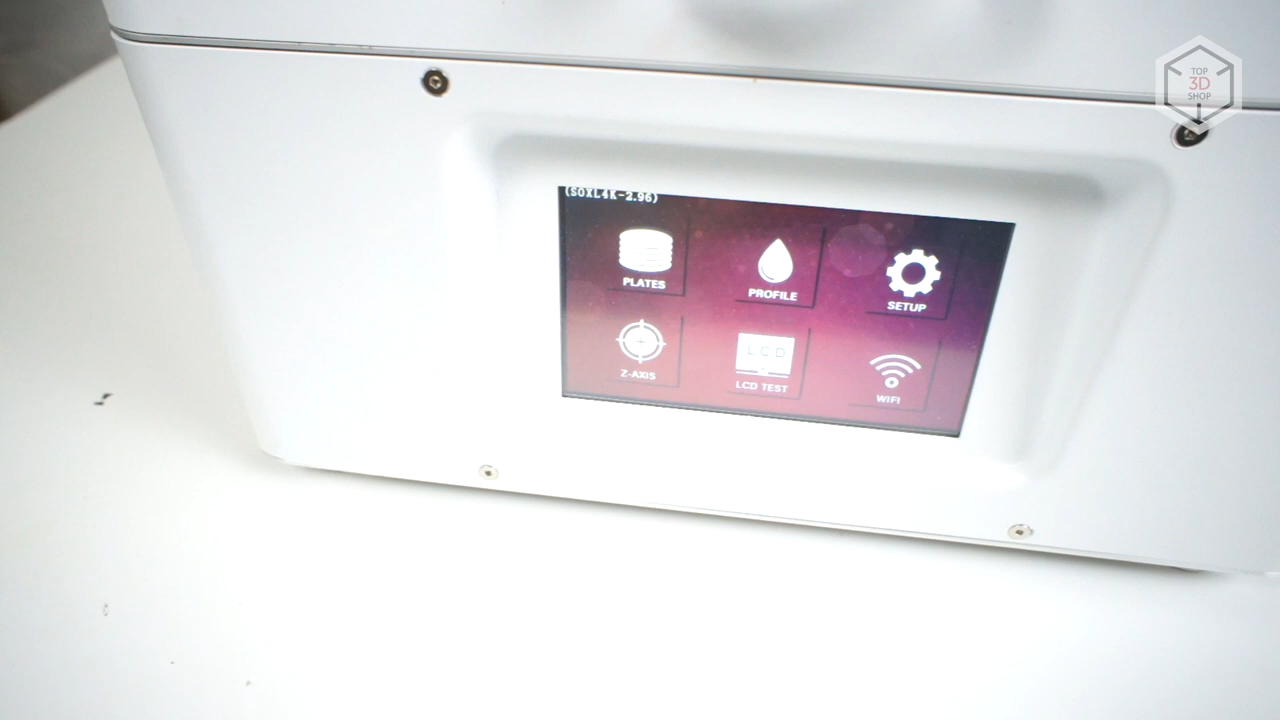 TOP
3D
SHOP
(SOXL4K-2.96)
PLATES
PROFILE
SETUP
Z-AXIS
LCD
LCD TEST
WIFI